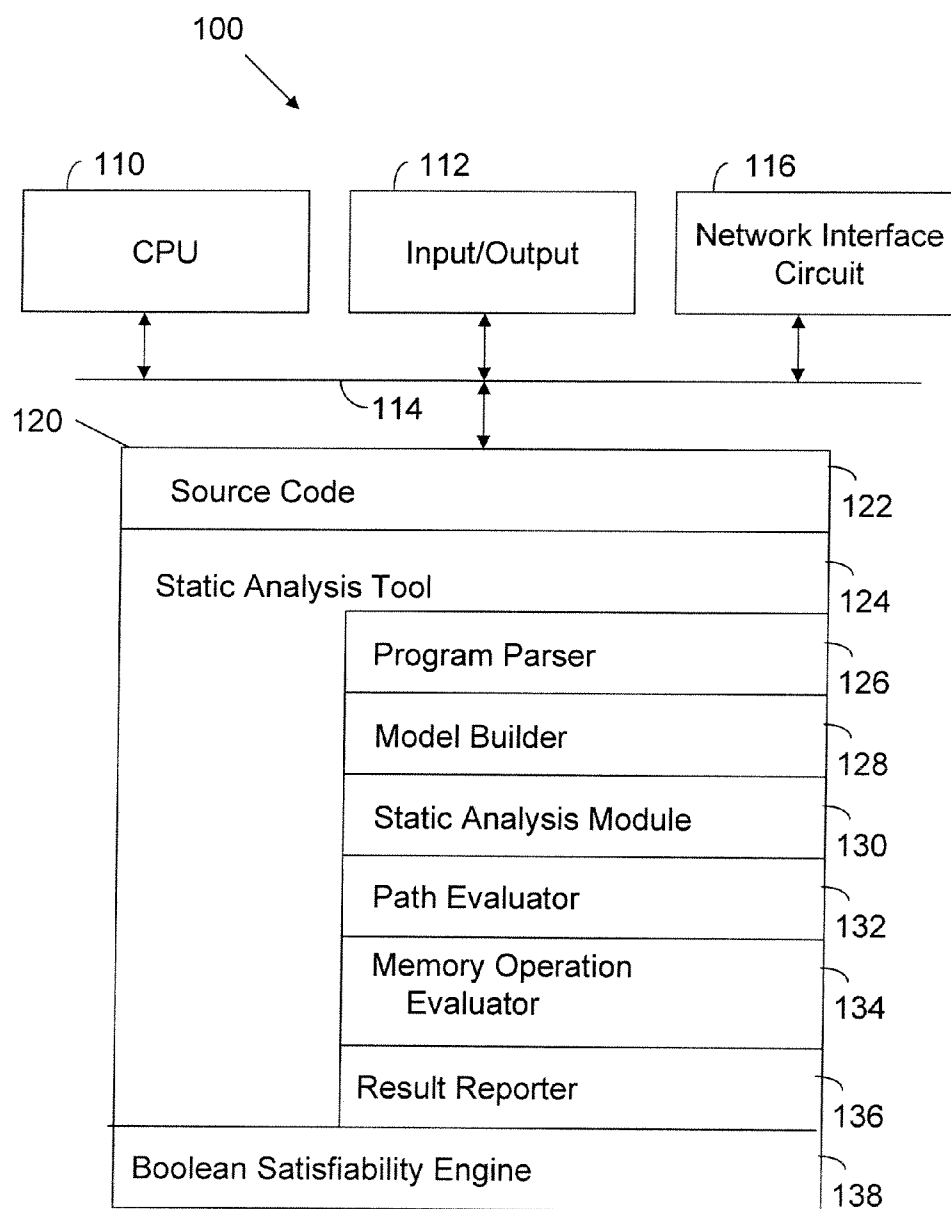 100
110
112
116
CPU
Input/Output
Network Interface
Circuit
114
120
Source Code
122
Static Analysis Tool
124
Program Parser
126
Model Builder
128
Static Analysis Module
130
Path Evaluator
132
Memory Operation
Evaluator
134
Result Reporter
136
Boolean Satisfiability Engine
138